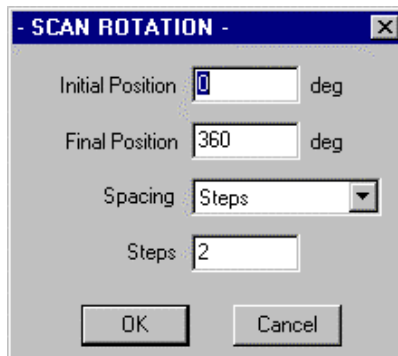 - SCAN ROTATION -
Initial Position 0 deg
Final Position 360 deg
Spacing Steps
Steps 2
OK Cancel